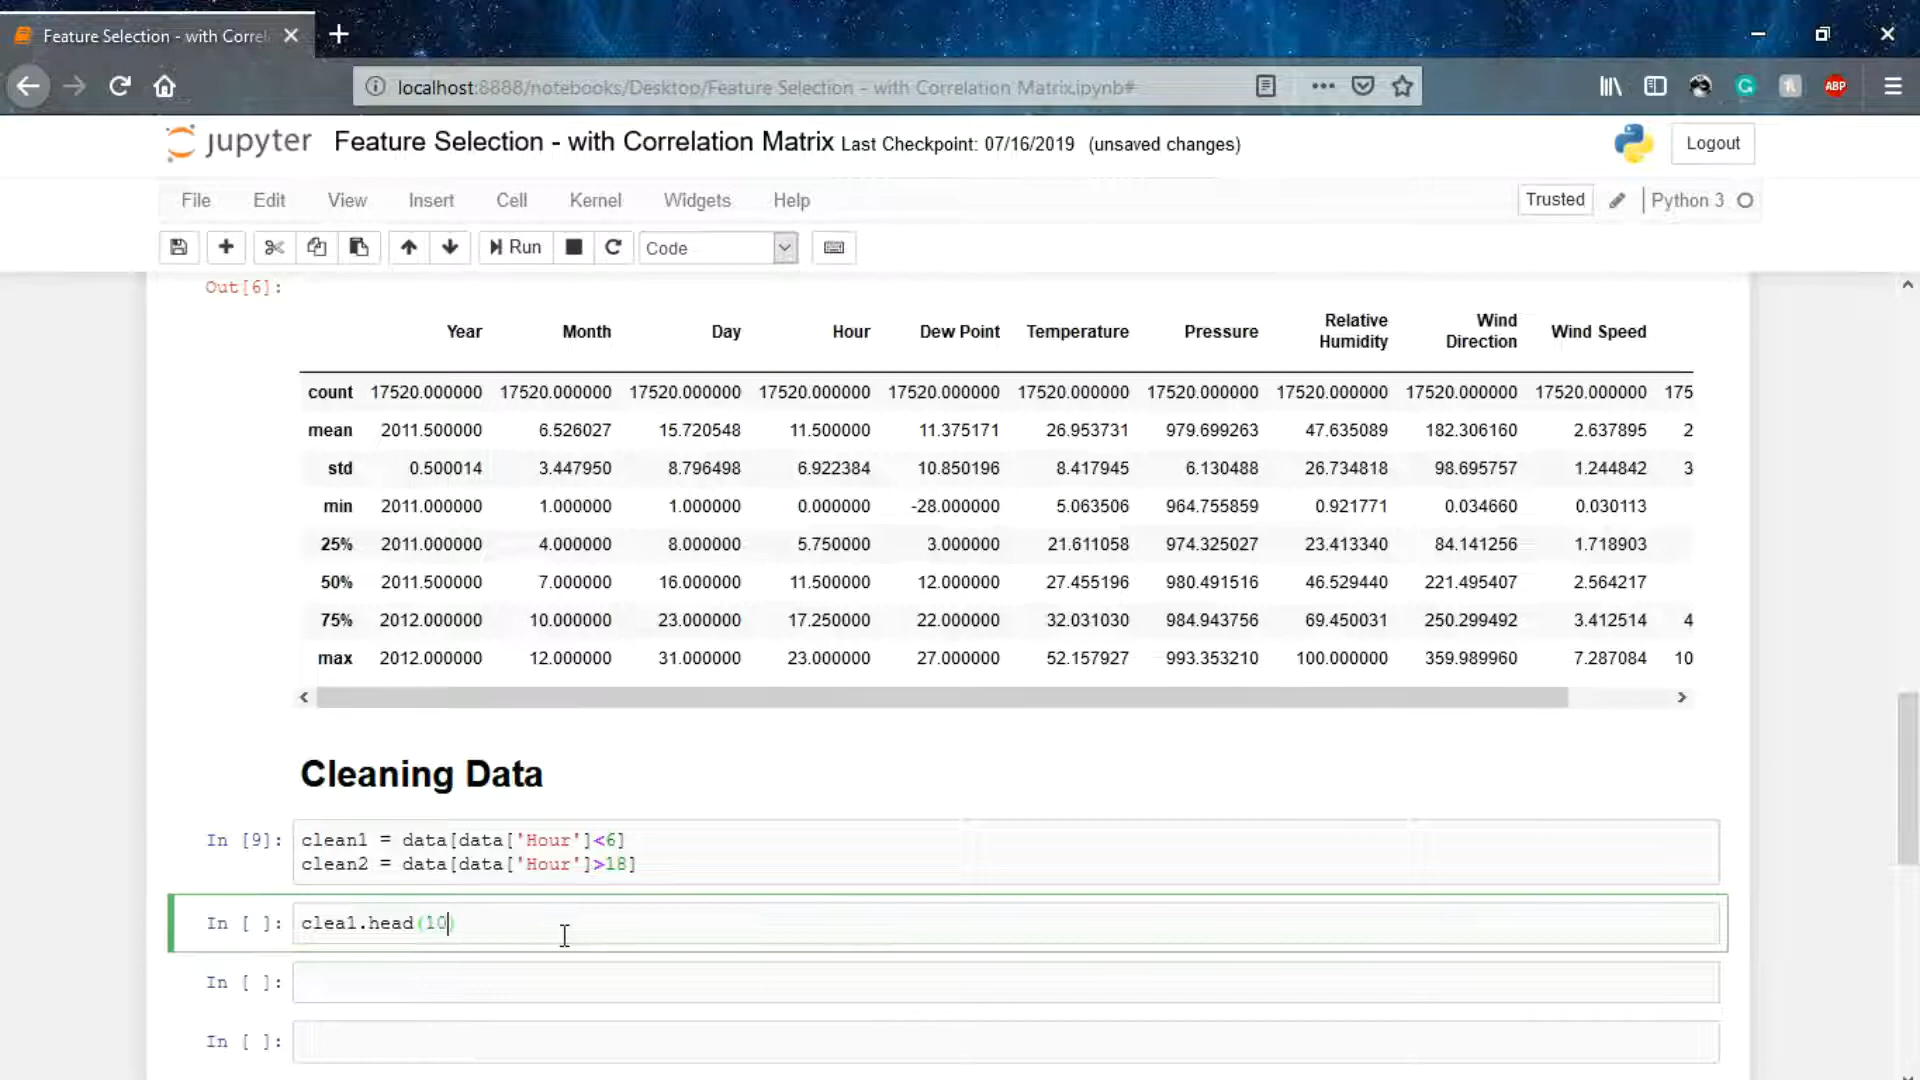 Feature Selection - with Correl
localhost:8888/notebooks/Desktop/Feature Selection - with Correlation Matrix.ipynb#
ABP
jupyter Feature Selection - with Correlation Matrix Last Checkpoint: 07/16/2019 (unsaved changes)
Logout
File Edit View Insert Cell Kernel Widgets Help
Trusted Python 3
Run Code
Out[6]:
Year Month Day Hour Dew Point Temperature Pressure Relative Humidity Wind Direction Wind Speed
count 17520.000000 17520.000000 17520.000000 17520.000000 17520.000000 17520.000000 17520.000000 17520.000000 17520.000000 17520.000000 175
mean 2011.500000 6.526027 15.720548 11.500000 11.375171 26.953731 979.699263 47.635089 182.306160 2.637895 2
std 0.500014 3.447950 8.796498 6.922384 10.850196 8.417945 6.130488 26.734818 98.695757 1.244842 3
min 2011.000000 1.000000 1.000000 0.000000 -28.000000 5.063506 964.755859 0.921771 0.034660 0.030113
25% 2011.000000 4.000000 8.000000 5.750000 3.000000 21.611058 974.325027 23.413340 84.141256 1.718903
50% 2011.500000 7.000000 16.000000 11.500000 12.000000 27.455196 980.491516 46.529440 221.495407 2.564217
75% 2012.000000 10.000000 23.000000 17.250000 22.000000 32.031030 984.943756 69.450031 250.299492 3.412514 4
max 2012.000000 12.000000 31.000000 23.000000 27.000000 52.157927 993.353210 100.000000 359.989960 7.287084 10
Cleaning Data
In [9]: clean1 = data[data['Hour']<6]
clean2 = data[data['Hour']>18]
In [ ]: clea1.head(10)
In [ ]:
In [ ]: